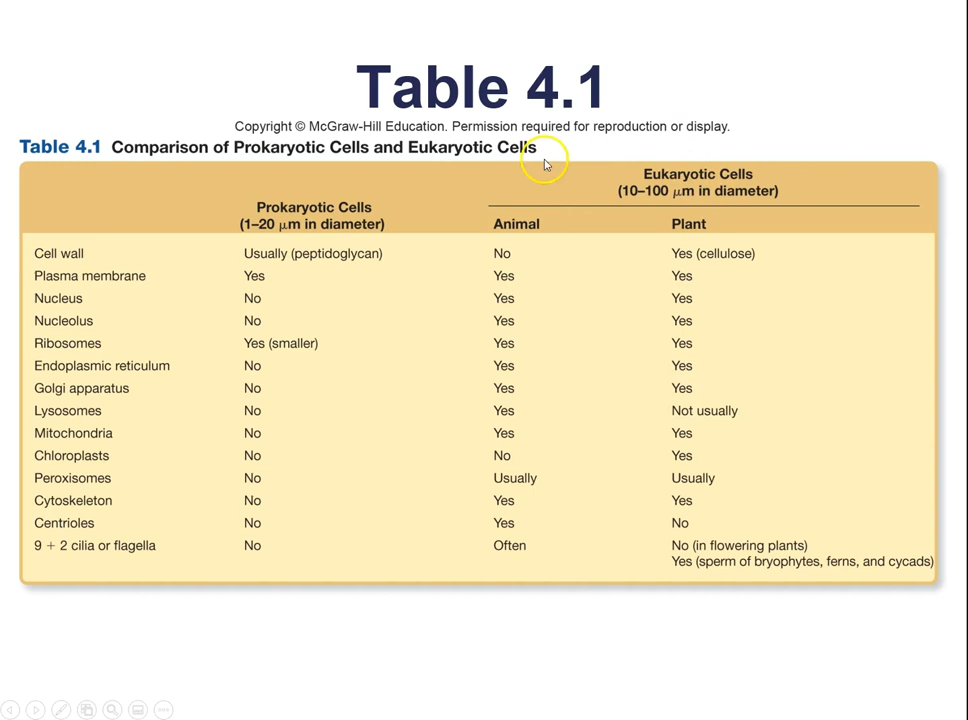 Table 4.1
Copyright © McGraw-Hill Education. Permission required for reproduction or display.
Table 4.1 Comparison of Prokaryotic Cells and Eukaryotic Cells
Eukaryotic Cells
(10–100 μm in diameter)
Prokaryotic Cells
(1–20 μm in diameter) Animal Plant
Cell wall Usually (peptidoglycan) No Yes (cellulose)
Plasma membrane Yes Yes Yes
Nucleus No Yes Yes
Nucleolus No Yes Yes
Ribosomes Yes (smaller) Yes Yes
Endoplasmic reticulum No Yes Yes
Golgi apparatus No Yes Yes
Lysosomes No Yes Not usually
Mitochondria No Yes Yes
Chloroplasts No No Yes
Peroxisomes No Usually Usually
Cytoskeleton No Yes Yes
Centrioles No Yes No
9 + 2 cilia or flagella No Often No (in flowering plants)
Yes (sperm of bryophytes, ferns, and cycads)